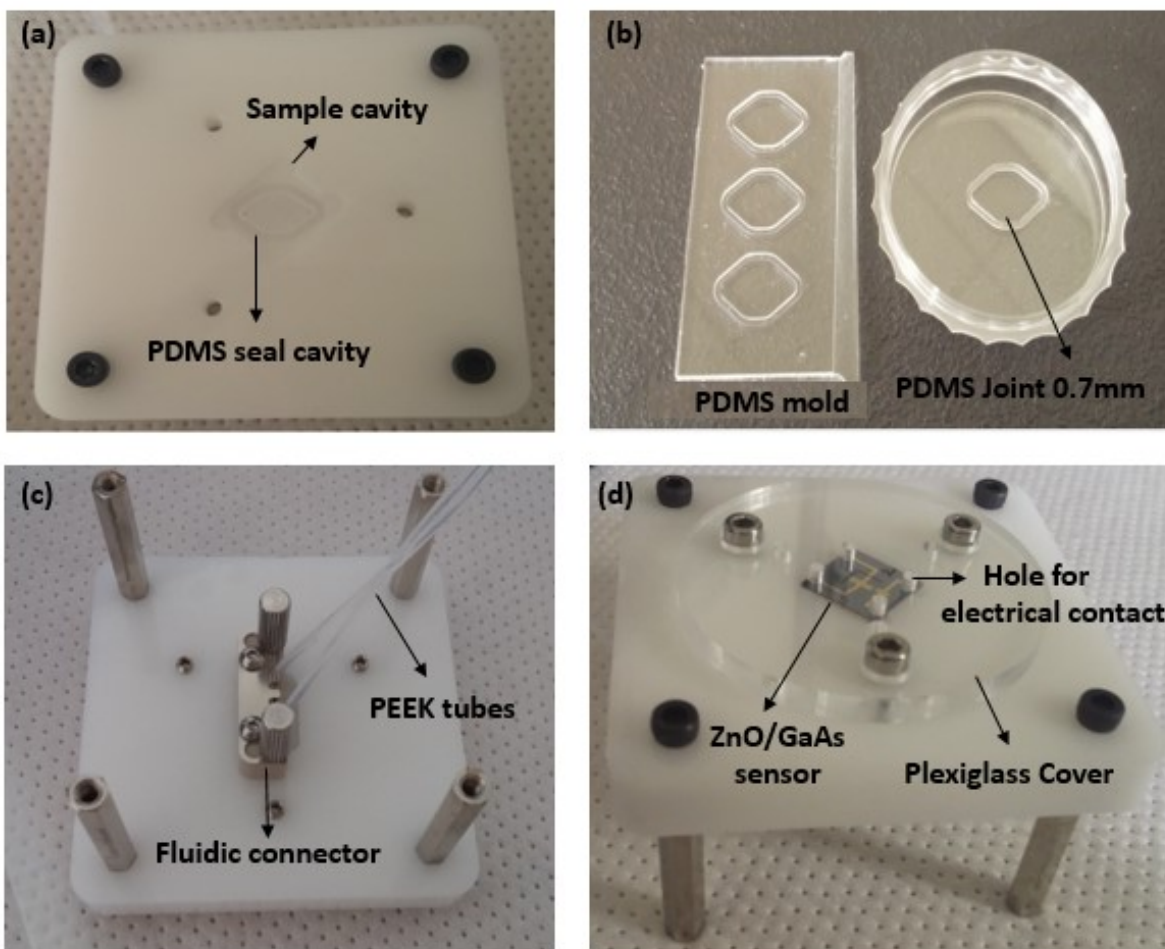 (a)
Sample cavity
PDMS seal cavity
(b)
PDMS mold
PDMS Joint 0.7mm
(c)
PEEK tubes
Fluidic connector
(d)
Hole for
electrical contact
ZnO/GaAs
sensor
Plexiglass Cover